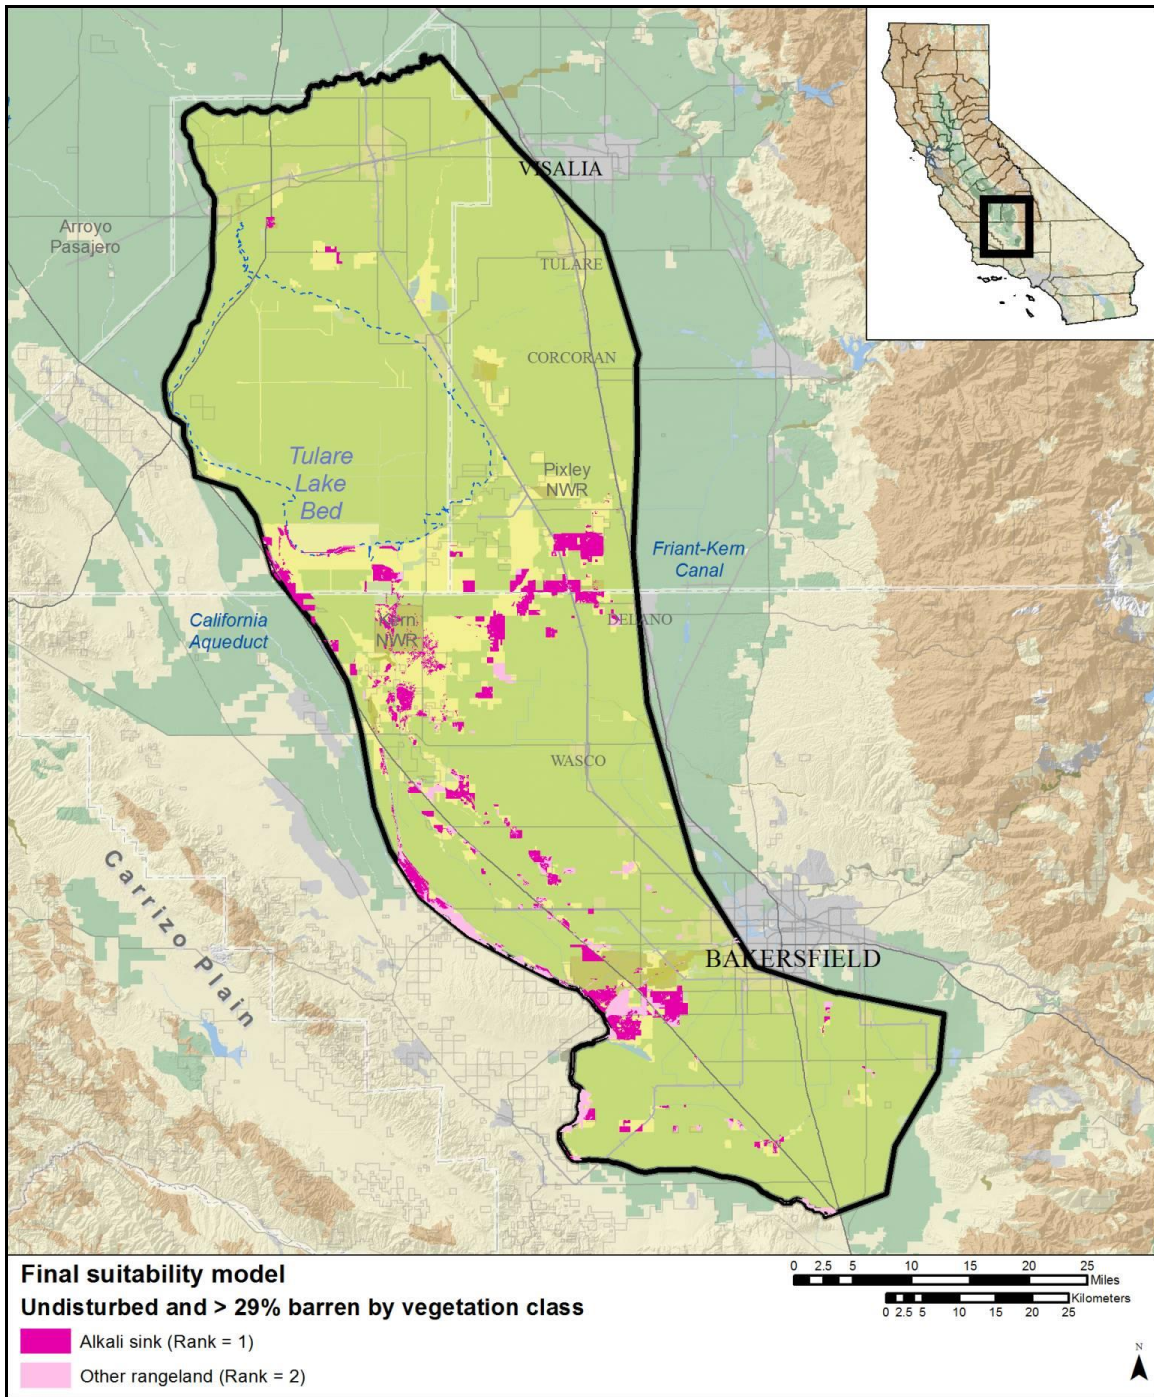 VISALIA
Arroyo
Pasajero
TULARE
CORCORAN
Tulare
Lake
Bed
Pixley
NWR
Friant-Kern
Canal
California
Aqueduct
Kern
NWR
DELANO
WASCO
Carrizo Plain
BAKERSFIELD
Final suitability model
Undisturbed and > 29% barren by vegetation class
Alkali sink (Rank = 1)
Other rangeland (Rank = 2)
0 2.5 5 10 15 20 25
Miles
Kilometers
0 2.5 5 10 15 20 25
N